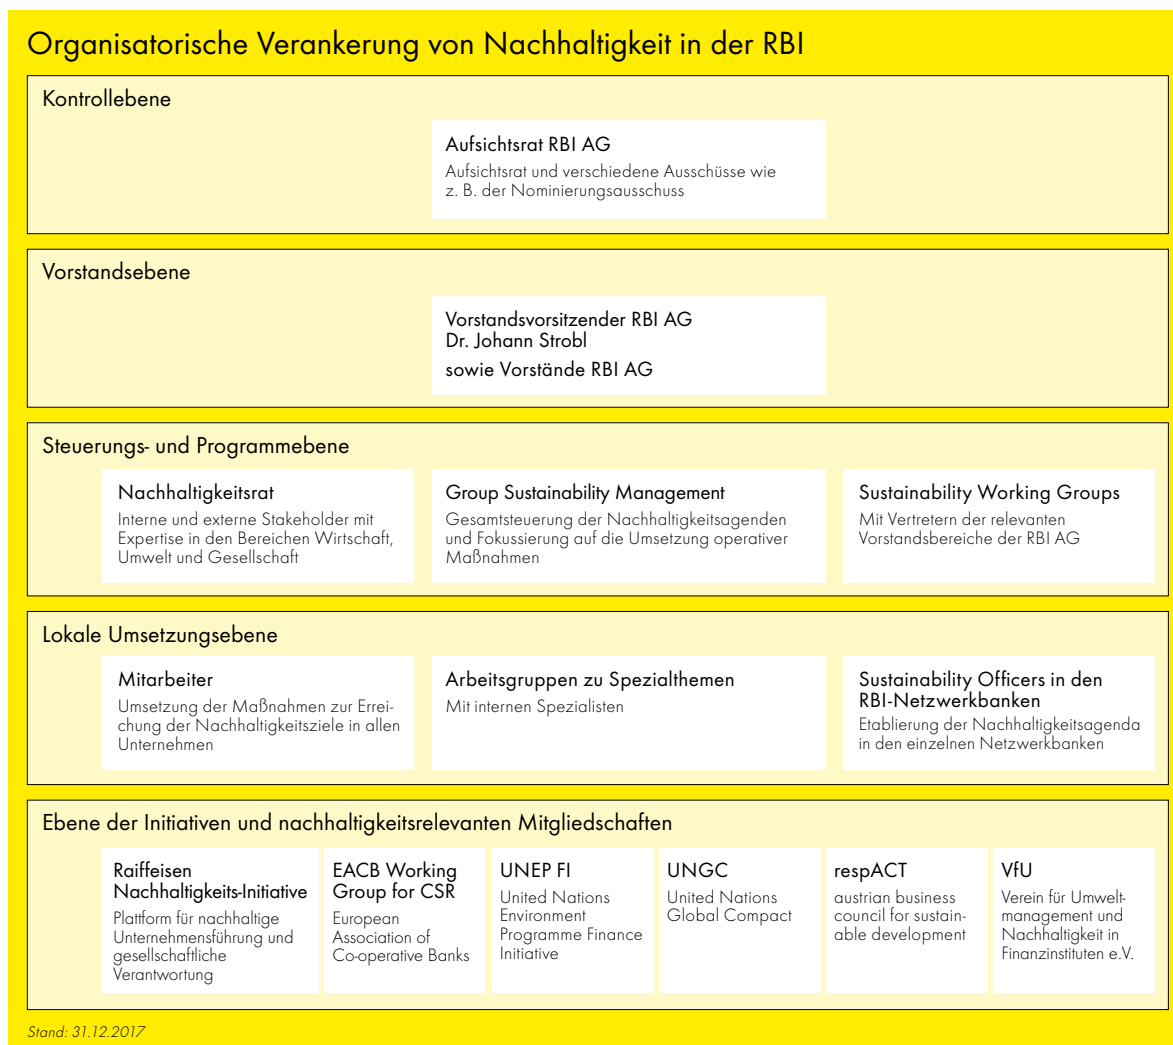 Organisatorische Verankerung von Nachhaltigkeit in der RBI
Kontrollebene
Aufsichtsrat RBI AG
Aufsichtsrat und verschiedene Ausschüsse wie
z. B. der Nominierungsausschuss
Vorstandsebene
Vorstandsvorsitzender RBI AG
Dr. Johann Strobl
sowie Vorstände RBI AG
Steuerungs- und Programmebene
Nachhaltigkeitsrat
Interne und externe Stakeholder mit
Expertise in den Bereichen Wirtschaft,
Umwelt und Gesellschaft
Group Sustainability Management
Gesamtsteuerung der Nachhaltigkeitsagenden
und Fokussierung auf die Umsetzung operativer
Maßnahmen
Sustainability Working Groups
Mit Vertretern der relevanten
Vorstandsbereiche der RBI AG
Lokale Umsetzungsebene
Mitarbeiter
Umsetzung der Maßnahmen zur Errei-
chung der Nachhaltigkeitsziele in allen
Unternehmen
Arbeitsgruppen zu Spezialthemen
Mit internen Spezialisten
Sustainability Officers in den
RBI-Netzwerkbanken
Etablierung der Nachhaltigkeitsagenda
in den einzelnen Netzwerkbanken
Ebene der Initiativen und nachhaltigkeitsrelevanten Mitgliedschaften
Raiffeisen
Nachhaltigkeits-Initiative
Plattform für nachhaltige
Unternehmensführung und
gesellschaftliche
Verantwortung
EACB Working
Group for CSR
European
Association of
Co-operative Banks
UNEP FI
United Nations
Environment
Programme Finance
Initiative
UNGC
United Nations
Global Compact
respACT
austrian business
council for sustain-
able development
VfU
Verein für Umwelt-
management und
Nachhaltigkeit in
Finanzinstituten e.V.
Stand: 31.12.2017